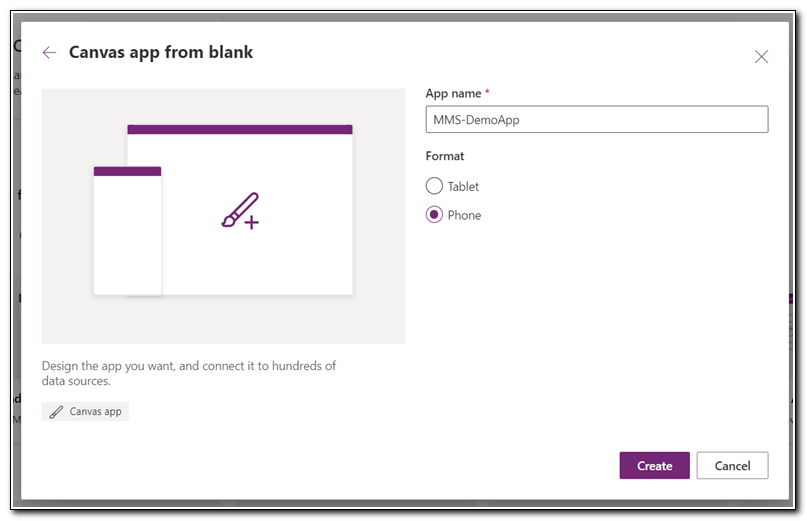 Canvas app from blank
App name *
MMS-DemoApp
Format
Tablet
Phone
Design the app you want, and connect it to hundreds of
data sources.
Canvas app
Create
Cancel